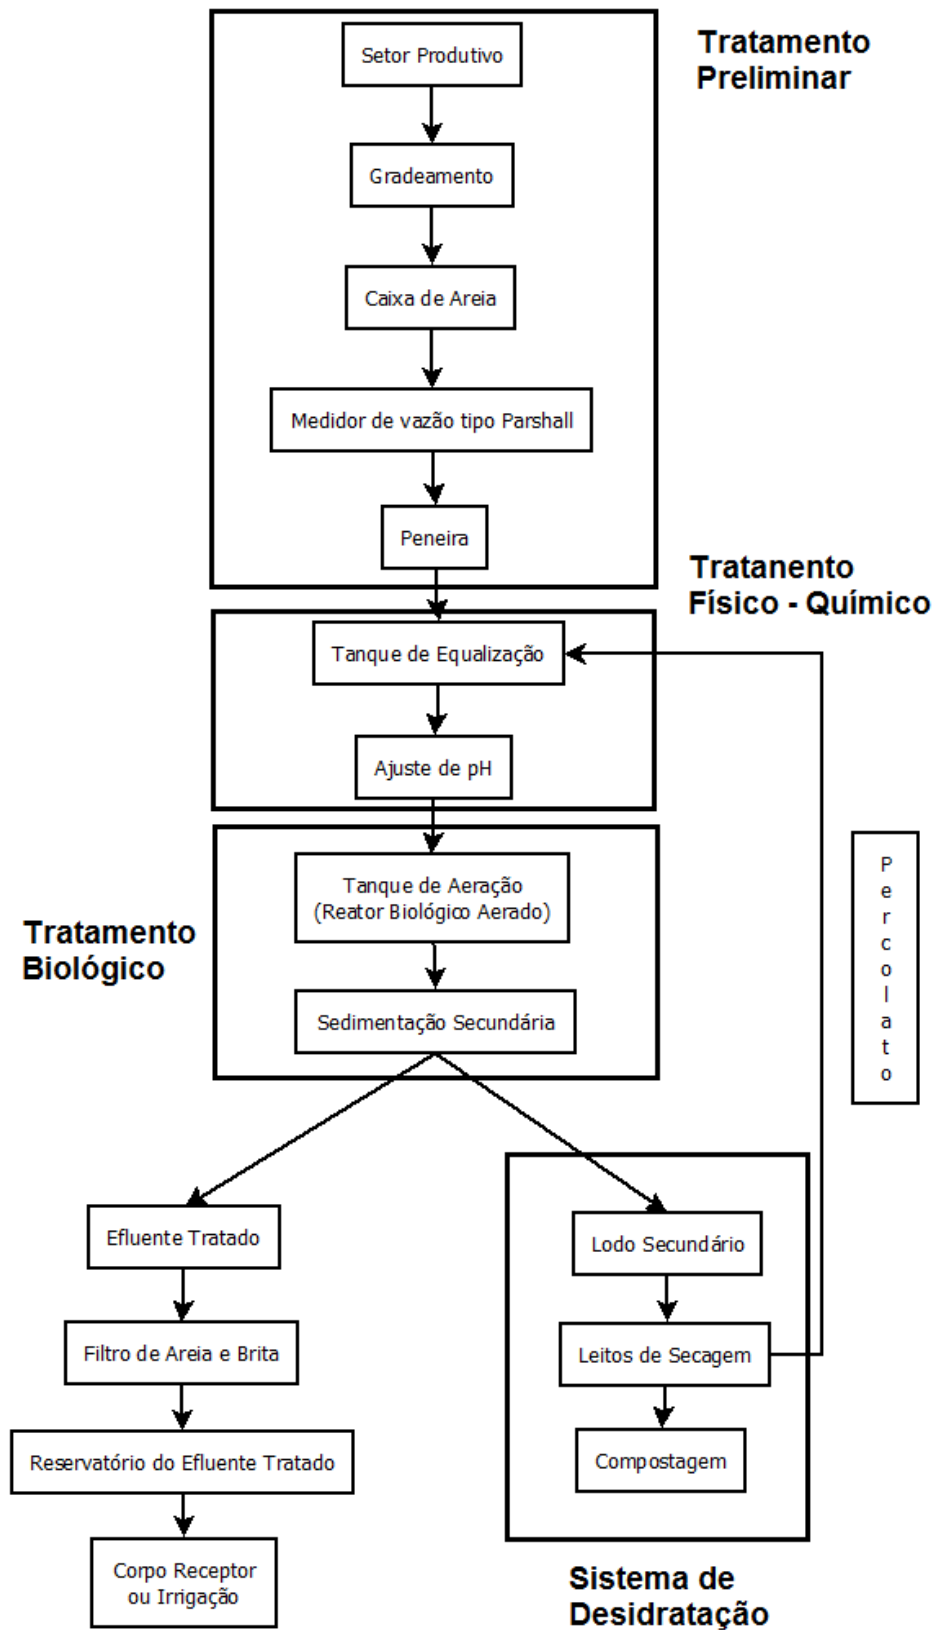 Tratamento
Preliminar
Setor Produtivo
Gradeamento
Caixa de Areia
Medidor de vazão tipo Parshall
Peneira
Tratanento
Físico - Químico
Tanque de Equalização
Ajuste de pH
Tratamento
Biológico
Tanque de Aeração
(Reator Biológico Aerado)
Sedimentação Secundária
Percolato
Efluente Tratado
Filtro de Areia e Brita
Reservatório do Efluente Tratado
Corpo Receptor
ou Irrigação
Lodo Secundário
Leitos de Secagem
Compostagem
Sistema de
Desidratação